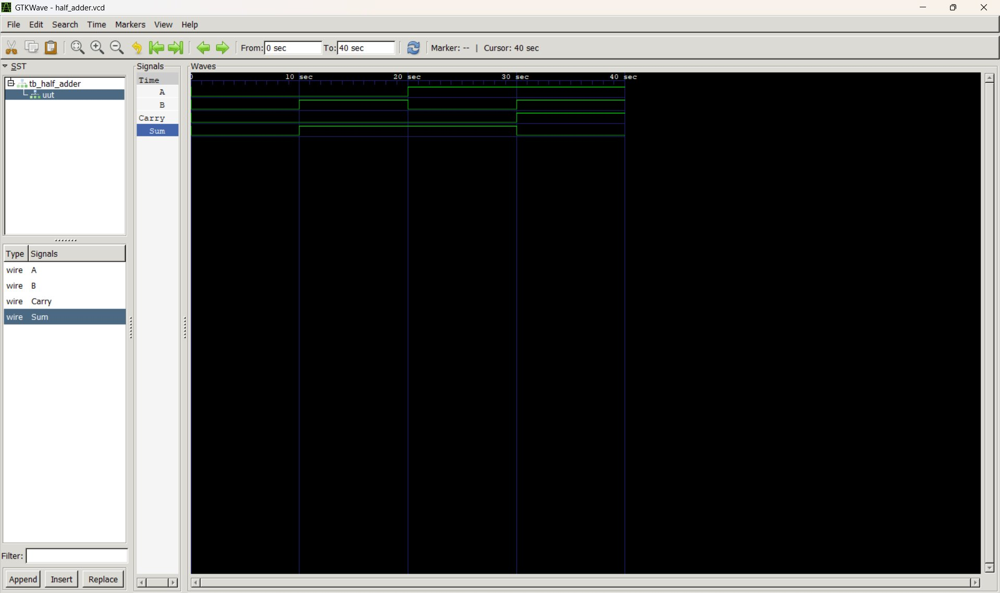 GTKWave - half_adder.vcd
File Edit Search Time Markers View Help
From: 0 sec To: 40 sec Marker: -- | Cursor: 40 sec
SST
tb_half_adder
uut
Type Signals
wire A
wire B
wire Carry
wire Sum
Filter:
Append Insert Replace
Signals
Time
A
B
Carry
Sum
Waves
0 10 sec 20 sec 30 sec 40 sec